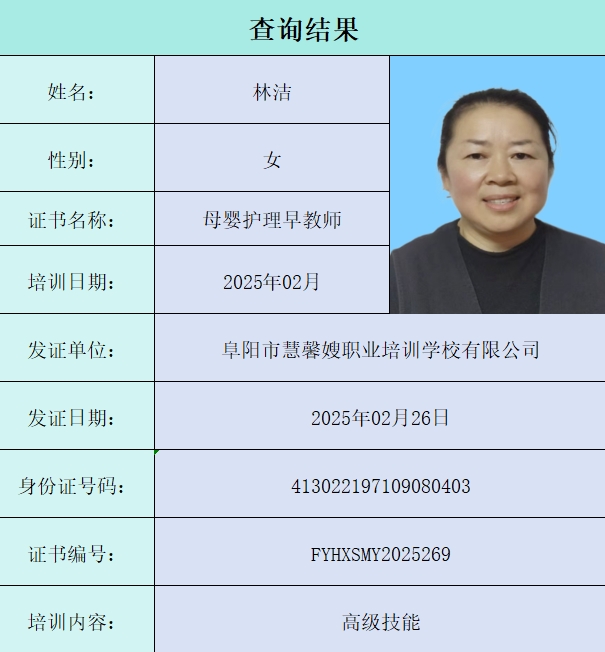 查询结果
姓名： 林洁
性别： 女
证书名称： 母婴护理早教师
培训日期： 2025年02月
发证单位： 阜阳市慧馨嫂职业培训学校有限公司
发证日期： 2025年02月26日
身份证号码： 413022197109080403
证书编号： FYHXSMY2025269
培训内容： 高级技能